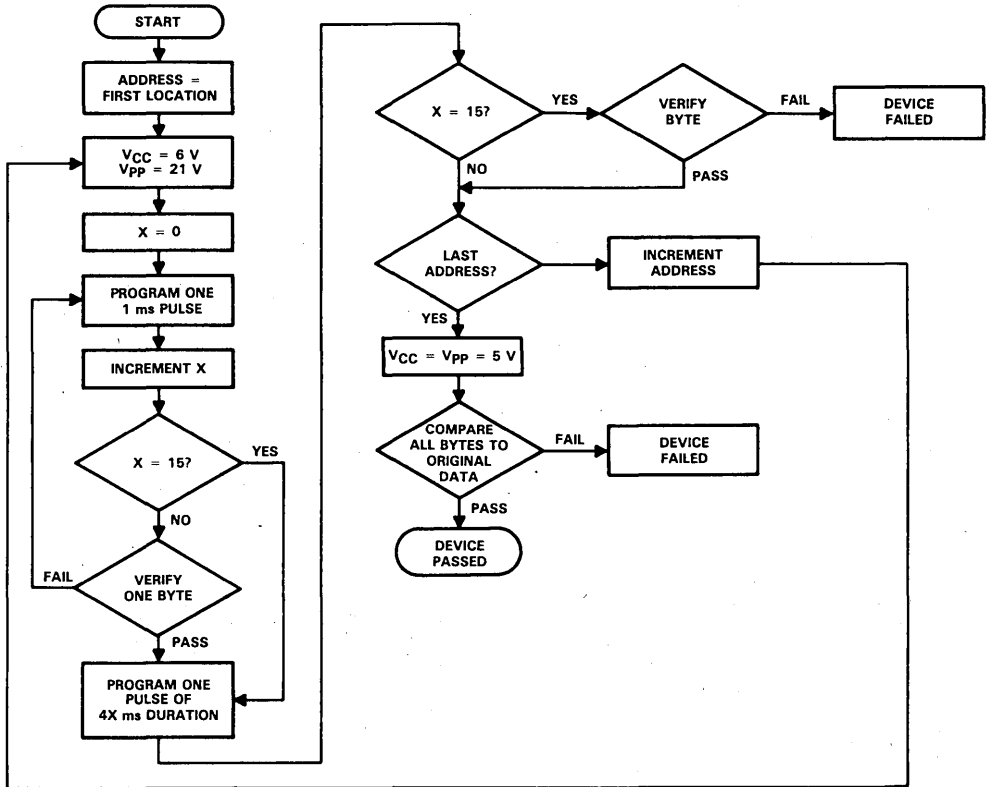 START
ADDRESS =
FIRST LOCATION
VCC = 6 V
VPP = 21 V
X = 0
PROGRAM ONE
1 ms PULSE
INCREMENT X
X = 15?
YES
NO
VERIFY
ONE BYTE
FAIL
PASS
PROGRAM ONE
PULSE OF
4X ms DURATION
X = 15?
YES
NO
VERIFY
BYTE
FAIL
PASS
DEVICE
FAILED
LAST
ADDRESS?
YES
INCREMENT
ADDRESS
VCC = VPP = 5 V
COMPARE
ALL BYTES TO
ORIGINAL
DATA
FAIL
PASS
DEVICE
FAILED
DEVICE
PASSED